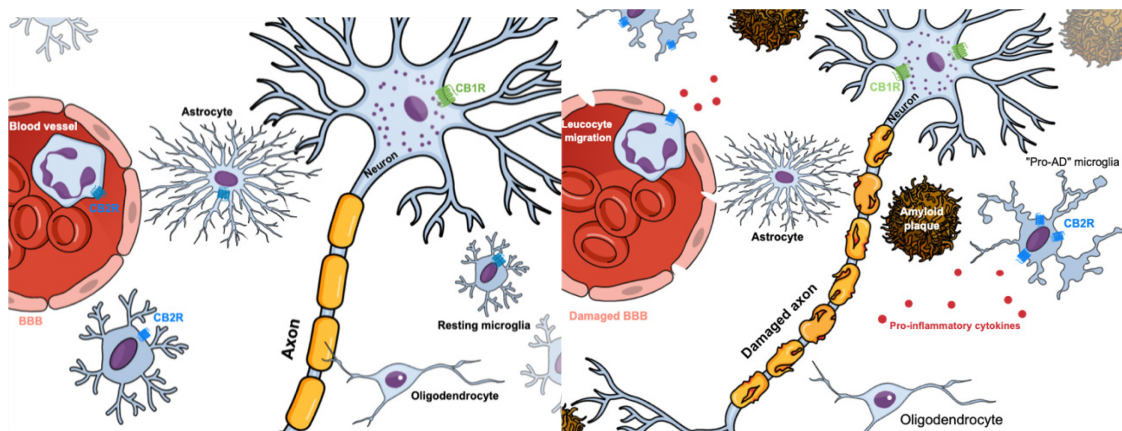 Blood vessel
CB2R
BBB
CB2R
Astrocyte
CB1R
Neuron
Axon
Resting microglia
Oligodendrocyte
Leucocyte
migration
Damaged BBB
Astrocyte
CB1R
Neuron
Damaged axon
Amyloid
plaque
"Pro-AD" microglia
CB2R
Pro-inflammatory cytokines
Oligodendrocyte